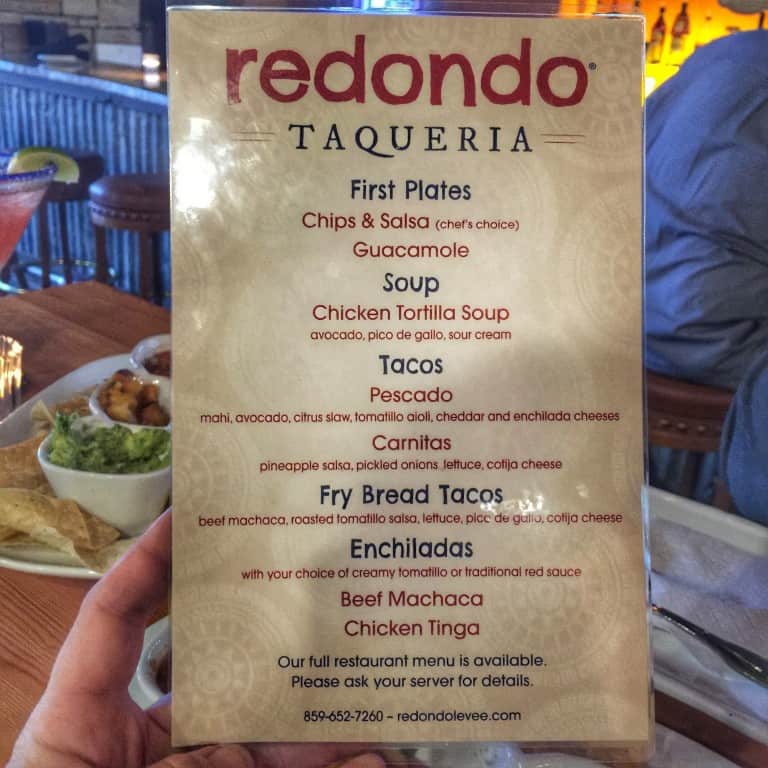 redondo®
TAQUERIA
First Plates
Chips & Salsa (chef's choice)
Guacamole
Soup
Chicken Tortilla Soup
avocado, pico de gallo, sour cream
Tacos
Pescado
mahi, avocado, citrus slaw, tomatillo aioli, cheddar and enchilada cheeses
Carnitas
pineapple salsa, pickled onions, lettuce, cotija cheese
Fry Bread Tacos
beef machaca, roasted tomatillo salsa, lettuce, pico de gallo, cotija cheese
Enchiladas
with your choice of creamy tomatillo or traditional red sauce
Beef Machaca
Chicken Tinga
Our full restaurant menu is available.
Please ask your server for details.
859-652-7260 – redondolevee.com